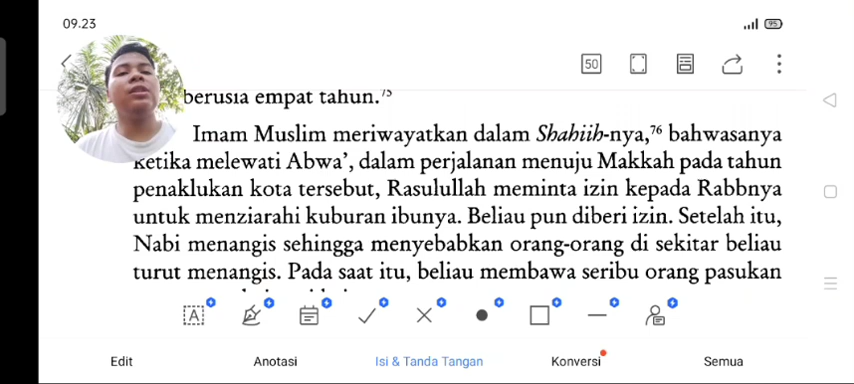 09.23
95
50
berusia empat tahun.⁷⁵
Imam Muslim meriwayatkan dalam Shahiih-nya,⁷⁶ bahwasanya
ketika melewati Abwa’, dalam perjalanan menuju Makkah pada tahun
penaklukan kota tersebut, Rasulullah meminta izin kepada Rabbnya
untuk menziarahi kuburan ibunya. Beliau pun diberi izin. Setelah itu,
Nabi menangis sehingga menyebabkan orang-orang di sekitar beliau
turut menangis. Pada saat itu, beliau membawa seribu orang pasukan
A
Edit Anotasi Isi & Tanda Tangan Konversi Semua